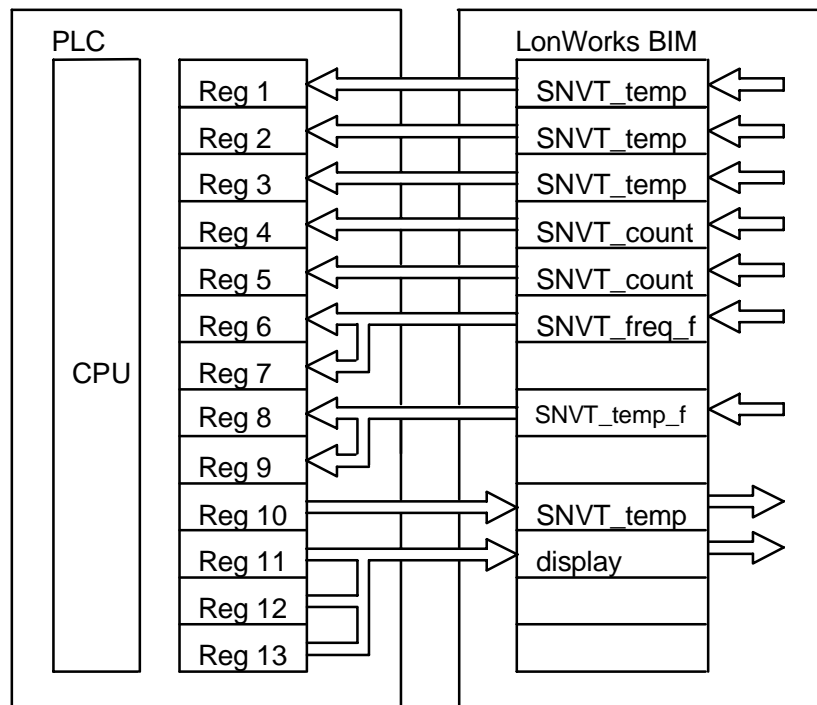 PLC
LonWorks BIM
CPU
Reg 1
SNVT_temp
Reg 2
SNVT_temp
Reg 3
SNVT_temp
Reg 4
SNVT_count
Reg 5
SNVT_count
Reg 6
SNVT_freq_f
Reg 7
Reg 8
SNVT_temp_f
Reg 9
Reg 10
SNVT_temp
Reg 11
display
Reg 12
Reg 13